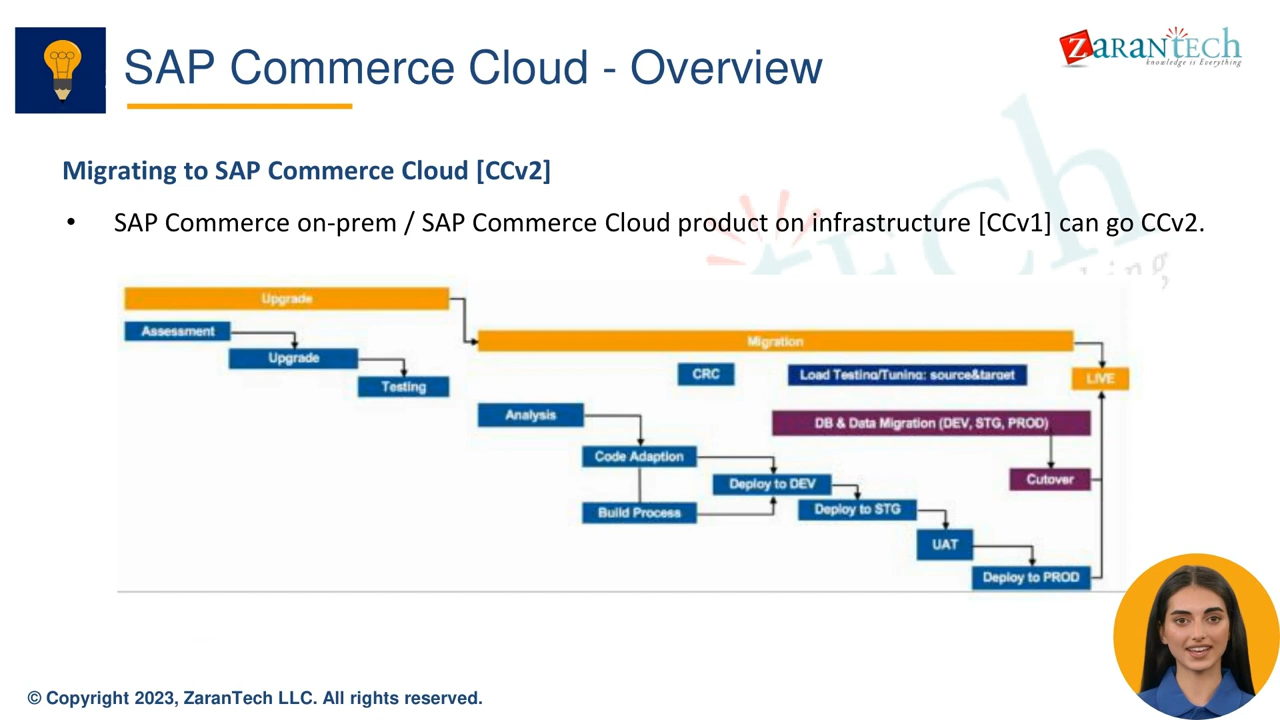 SAP Commerce Cloud - Overview
ZARANTECH
knowledge is Everything
Migrating to SAP Commerce Cloud [CCv2]
• SAP Commerce on-prem / SAP Commerce Cloud product on infrastructure [CCv1] can go CCv2.
Upgrade
Assessment
Upgrade
Testing
Migration
CRC
Load Testing/Tuning: source&target
LIVE
Analysis
DB & Data Migration (DEV, STG, PROD)
Code Adaption
Cutover
Deploy to DEV
Build Process
Deploy to STG
UAT
Deploy to PROD
© Copyright 2023, ZaranTech LLC. All rights reserved.